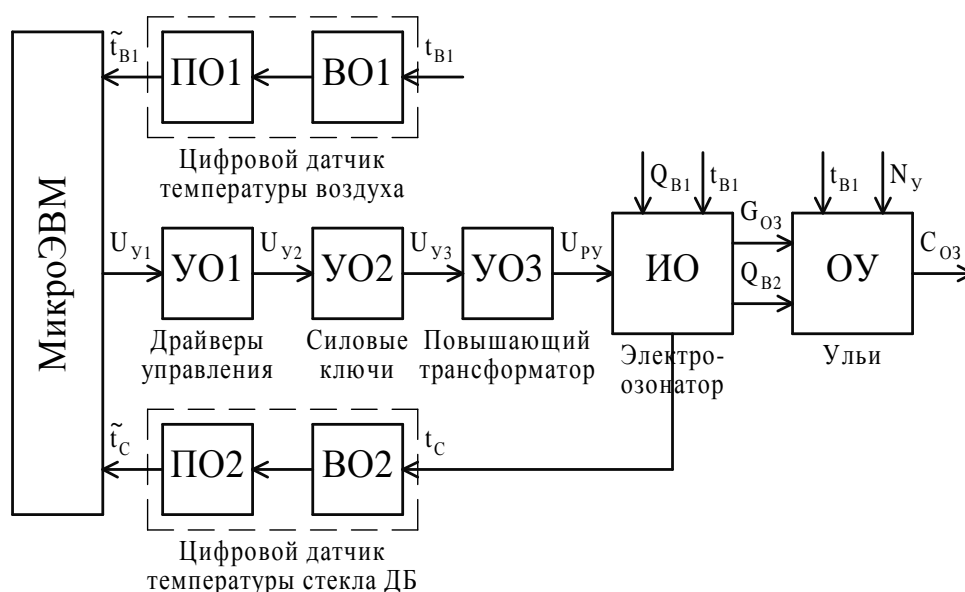 t̃В1
ПО1
ВО1
tВ1
Цифровой датчик
температуры воздуха
МикроЭВМ
UУ1
УО1
UУ2
УО2
UУ3
УО3
UРУ
QВ1
tВ1
ИО
GОЗ
QВ2
tВ1
NУ
ОУ
CОЗ
Драйверы
управления
Силовые
ключи
Повышающий
трансформатор
Электро-
озонатор
Ульи
t̃С
ПО2
ВО2
tС
Цифровой датчик
температуры стекла ДБ